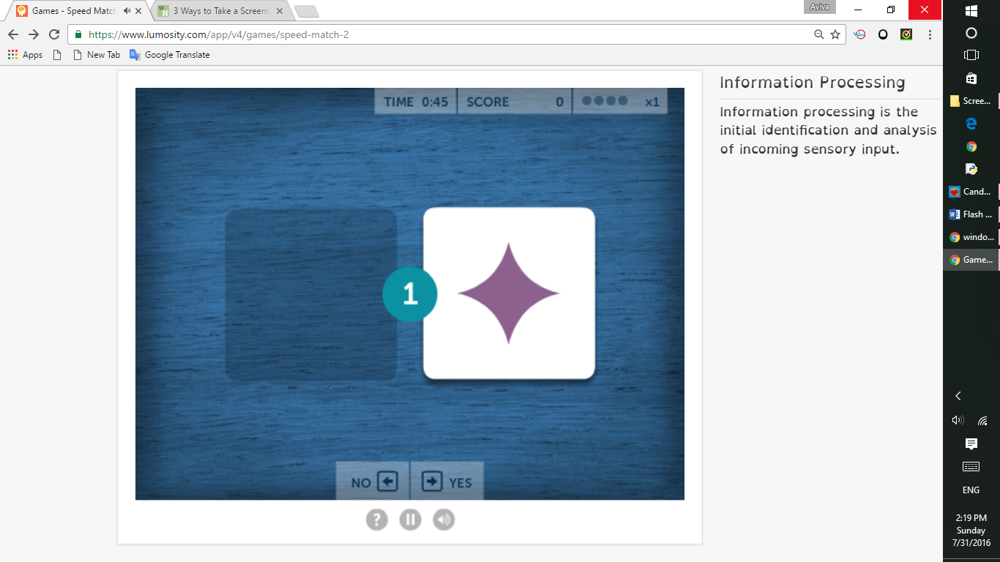 Games - Speed Match
3 Ways to Take a Screens
Aviva
https://www.lumosity.com/app/v4/games/speed-match-2
Apps
New Tab
Google Translate
TIME 0:45
SCORE 0
x1
1
NO
YES
?
Information Processing
Information processing is the
initial identification and analysis
of incoming sensory input.
Scree...
Cand...
Flash ...
windo...
Game...
ENG
2:19 PM
Sunday
7/31/2016